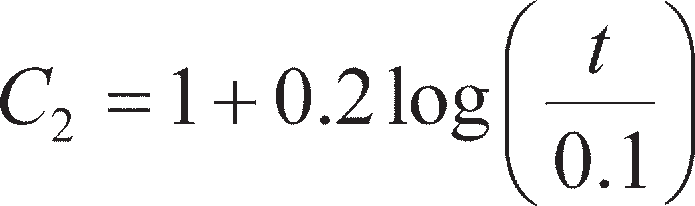 C₂ = 1 + 0.2 log(t/0.1)